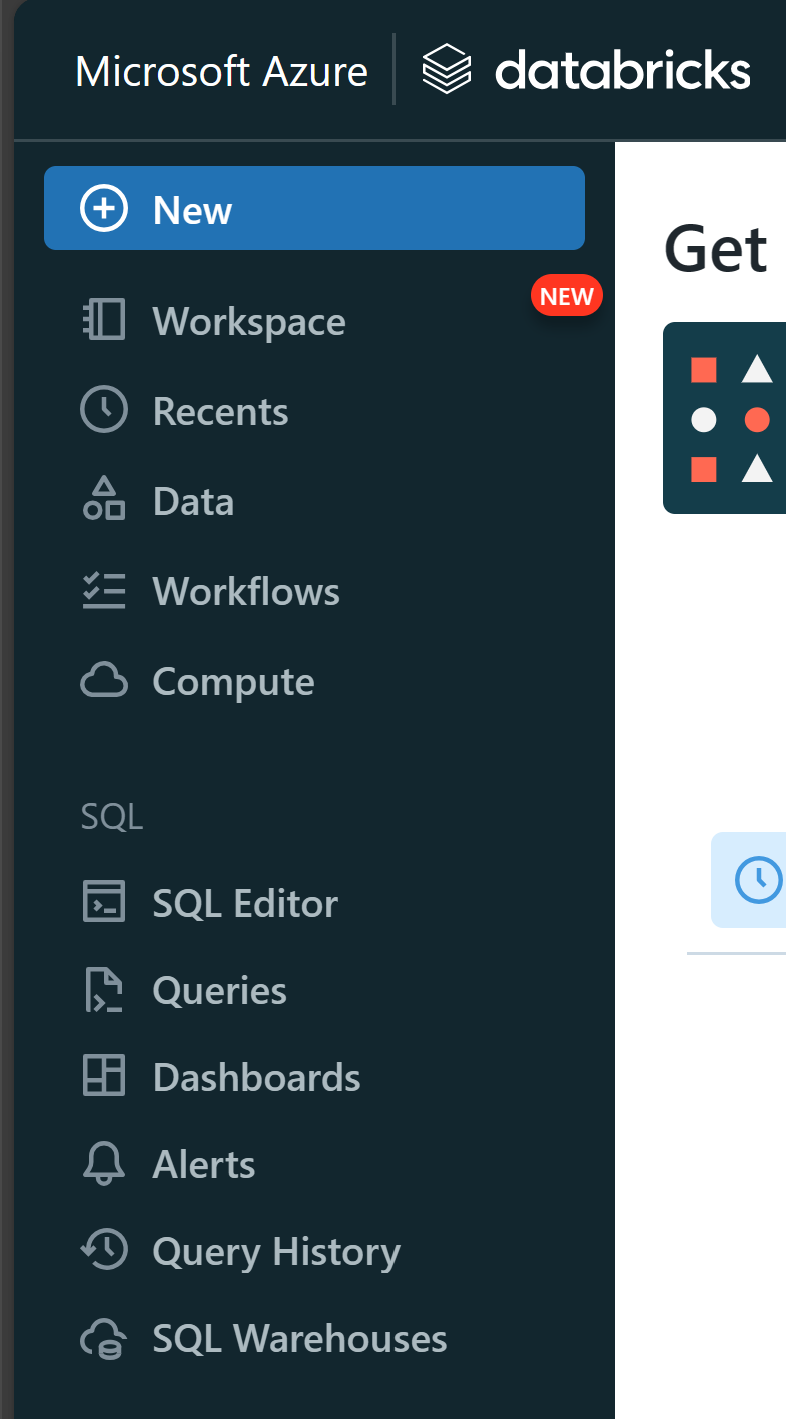 Microsoft Azure databricks
New
Get
NEW
Workspace
Recents
Data
Workflows
Compute
SQL
SQL Editor
Queries
Dashboards
Alerts
Query History
SQL Warehouses